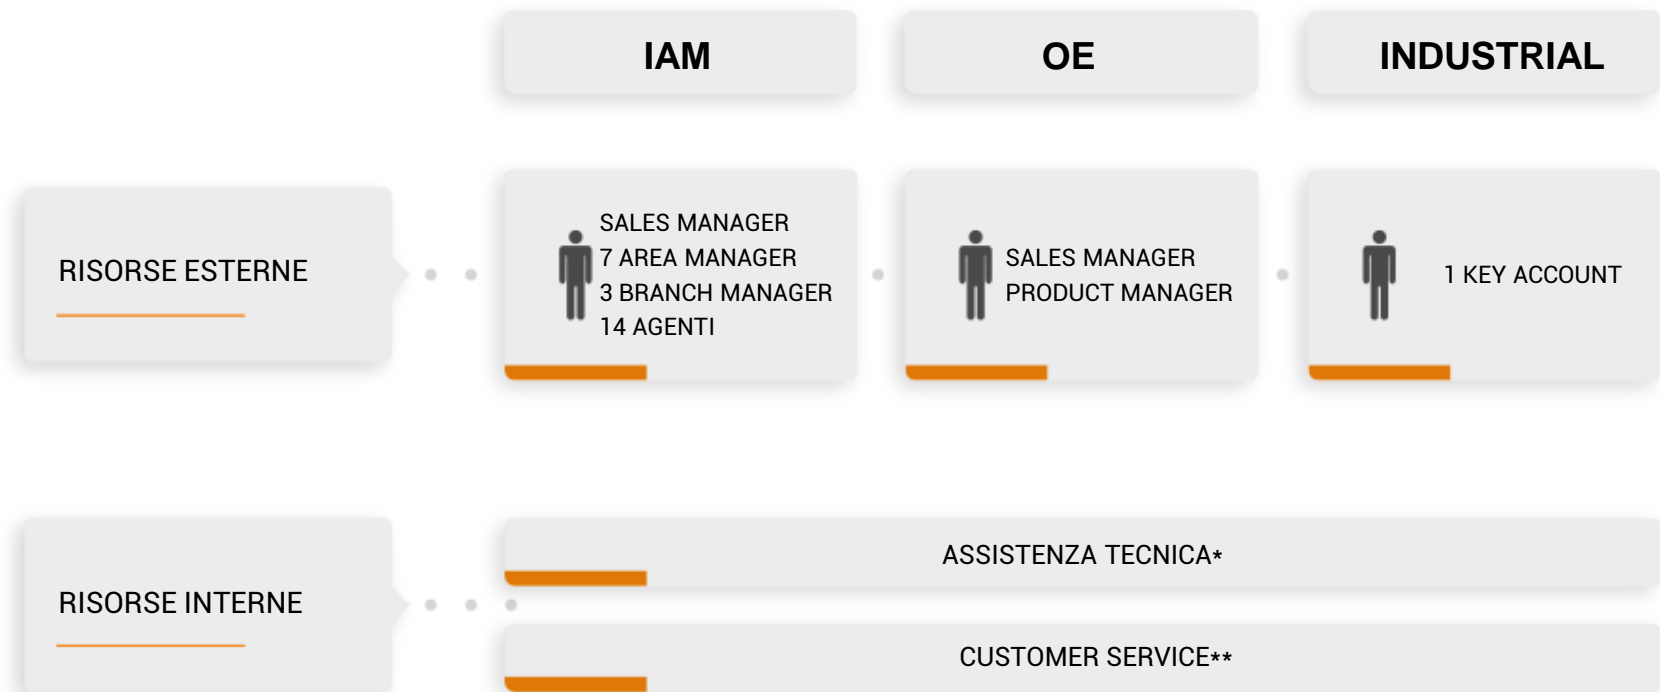 IAM
OE
INDUSTRIAL
RISORSE ESTERNE
SALES MANAGER
7 AREA MANAGER
3 BRANCH MANAGER
14 AGENTI
SALES MANAGER
PRODUCT MANAGER
1 KEY ACCOUNT
RISORSE INTERNE
ASSISTENZA TECNICA*
CUSTOMER SERVICE**